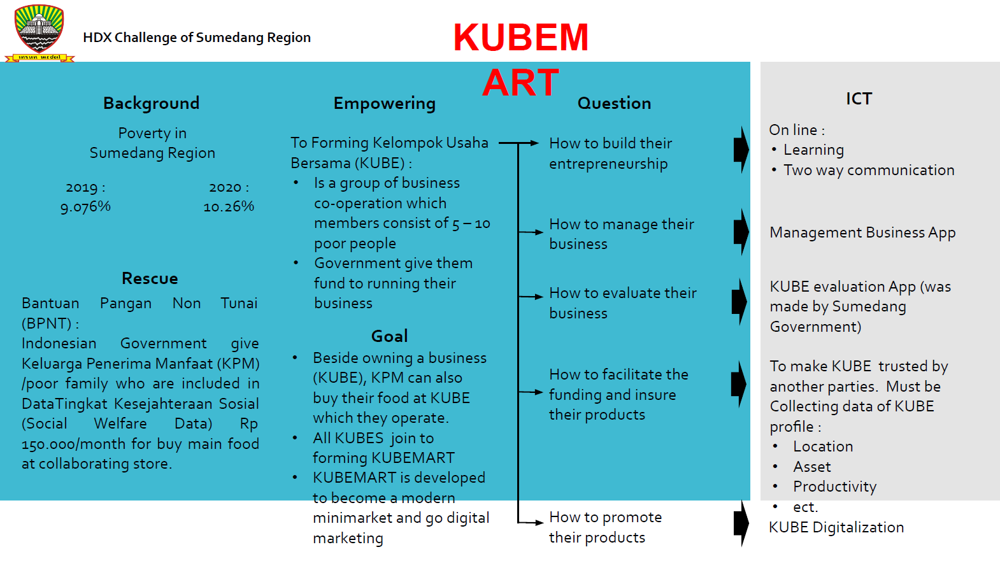 insun medal
HDX Challenge of Sumedang Region
KUBEM
ART
Background
Poverty in
Sumedang Region
2019 :
9.076%
2020 :
10.26%
Rescue
Bantuan Pangan Non Tunai
(BPNT) :
Indonesian Government give
Keluarga Penerima Manfaat (KPM)
/poor family who are included in
DataTingkat Kesejahteraan Sosial
(Social Welfare Data) Rp
150.000/month for buy main food
at collaborating store.
Empowering
To Forming Kelompok Usaha
Bersama (KUBE) :
• Is a group of business
co-operation which
members consist of 5 – 10
poor people
• Government give them
fund to running their
business
Goal
• Beside owning a business
(KUBE), KPM can also
buy their food at KUBE
which they operate.
• All KUBES join to
forming KUBEMART
• KUBEMART is developed
to become a modern
minimarket and go digital
marketing
Question
How to build their
entrepreneurship
How to manage their
business
How to evaluate their
business
How to facilitate the
funding and insure
their products
How to promote
their products
ICT
On line :
• Learning
• Two way communication
Management Business App
KUBE evaluation App (was
made by Sumedang
Government)
To make KUBE trusted by
another parties. Must be
Collecting data of KUBE
profile :
• Location
• Asset
• Productivity
• ect.
KUBE Digitalization